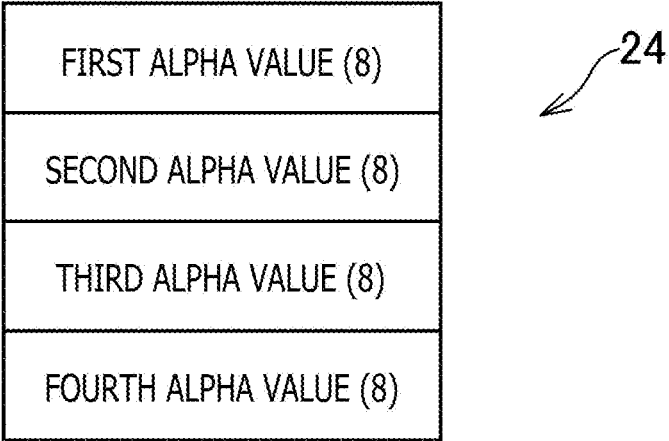 24
FIRST ALPHA VALUE (8)
SECOND ALPHA VALUE (8)
THIRD ALPHA VALUE (8)
FOURTH ALPHA VALUE (8)